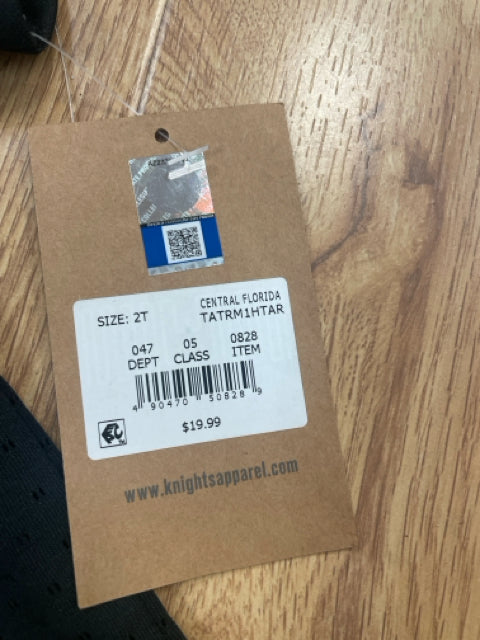 CENTRAL FLORIDA
SIZE: 2T TATRM1HTAR
047 05 0828
DEPT CLASS ITEM
4 90470 50828 9
$19.99
www.knightsapparel.com